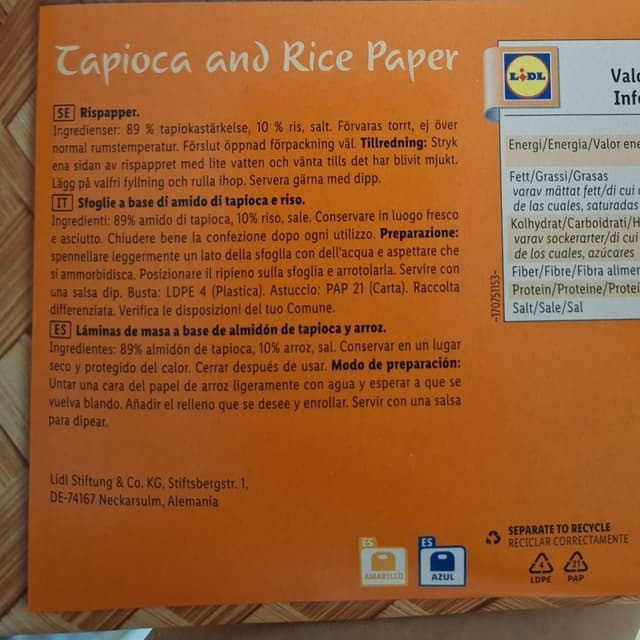 Tapioca and Rice Paper
SE Rispapper.
Ingredienser: 89 % tapiokastärkelse, 10 % ris, salt. Förvaras torrt, ej över
normal rumstemperatur. Förslut öppnad förpackning väl. Tillredning: Stryk
ena sidan av rispappret med lite vatten och vänta tills det har blivit mjukt.
Lägg på valfri fyllning och rulla ihop. Servera gärna med dipp.
IT Sfoglie a base di amido di tapioca e riso.
Ingredienti: 89% amido di tapioca, 10% riso, sale. Conservare in luogo fresco
e asciutto. Chiudere bene la confezione dopo ogni utilizzo. Preparazione:
spennellare leggermente un lato della sfoglia con dell'acqua e aspettare che
si ammorbidisca. Posizionare il ripieno sulla sfoglia e arrotolarla. Servire con
una salsa dip. Busta: LDPE 4 (Plastica). Astuccio: PAP 21 (Carta). Raccolta
differenziata. Verifica le disposizioni del tuo Comune.
ES Láminas de masa a base de almidón de tapioca y arroz.
Ingredientes: 89% almidón de tapioca, 10% arroz, sal. Conservar en un lugar
seco y protegido del calor. Cerrar después de usar. Modo de preparación:
Untar una cara del papel de arroz ligeramente con agua y esperar a que se
vuelva blando. Añadir el relleno que se desee y enrollar. Servir con una salsa
para dipear.
Lidl Stiftung & Co. KG, Stiftsbergstr. 1,
DE-74167 Neckarsulm, Alemania
LIDL
Energi/Energia/Valor ene
Fett/Grassi/Grasas
varav mättat fett/di cui
de las cuales, saturadas
Kolhydrat/Carboidrati/H
varav sockerarter/di cui
de los cuales, azúcares
Fiber/Fibre/Fibra alimen
Protein/Proteine/Protei
Salt/Sale/Sal
-170751153-
ES AMARILLO
ES AZUL
SEPARATE TO RECYCLE
RECICLAR CORRECTAMENTE
4 LDPE
21 PAP